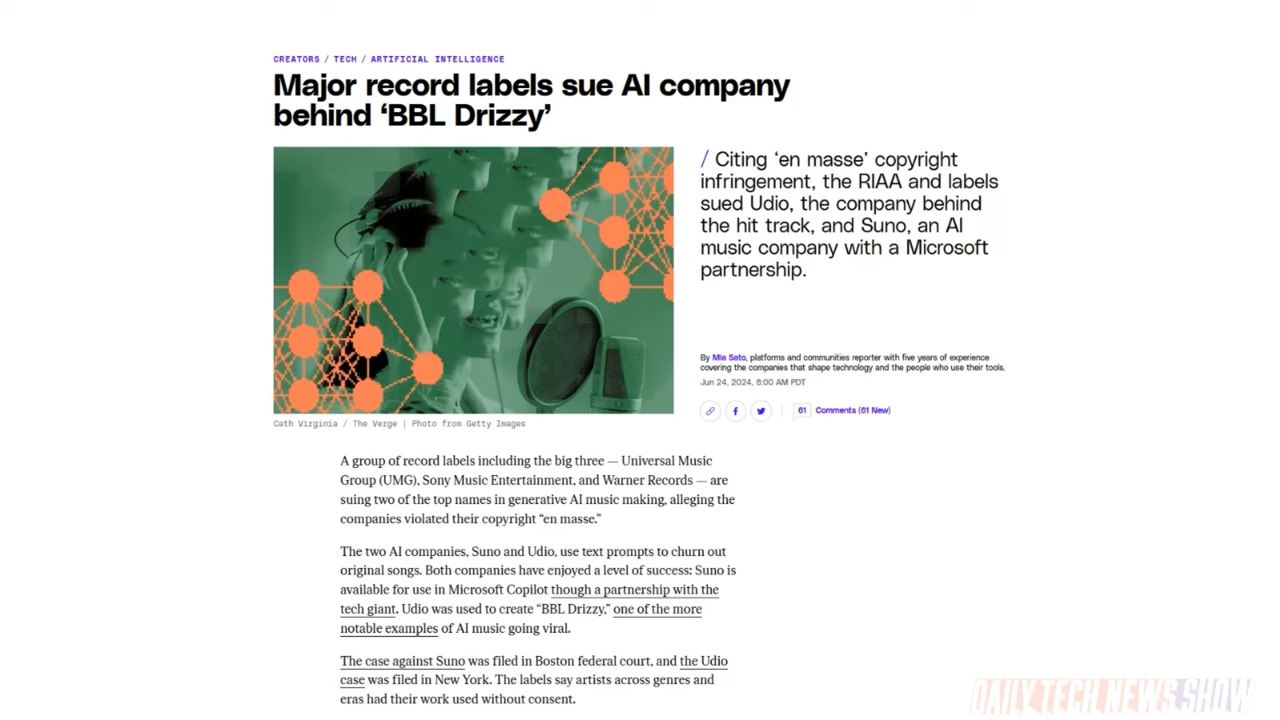 CREATORS / TECH / ARTIFICIAL INTELLIGENCE
Major record labels sue AI company
behind ‘BBL Drizzy’
/ Citing ‘en masse’ copyright
infringement, the RIAA and labels
sued Udio, the company behind
the hit track, and Suno, an AI
music company with a Microsoft
partnership.
By Mia Sato, platforms and communities reporter with five years of experience
covering the companies that shape technology and the people who use their tools.
Jun 24, 2024, 8:00 AM PDT
61 Comments (61 New)
Cath Virginia / The Verge | Photo from Getty Images
A group of record labels including the big three — Universal Music
Group (UMG), Sony Music Entertainment, and Warner Records — are
suing two of the top names in generative AI music making, alleging the
companies violated their copyright “en masse.”
The two AI companies, Suno and Udio, use text prompts to churn out
original songs. Both companies have enjoyed a level of success: Suno is
available for use in Microsoft Copilot though a partnership with the
tech giant. Udio was used to create “BBL Drizzy,” one of the more
notable examples of AI music going viral.
The case against Suno was filed in Boston federal court, and the Udio
case was filed in New York. The labels say artists across genres and
eras had their work used without consent.
DAILY TECH NEWS SHOW